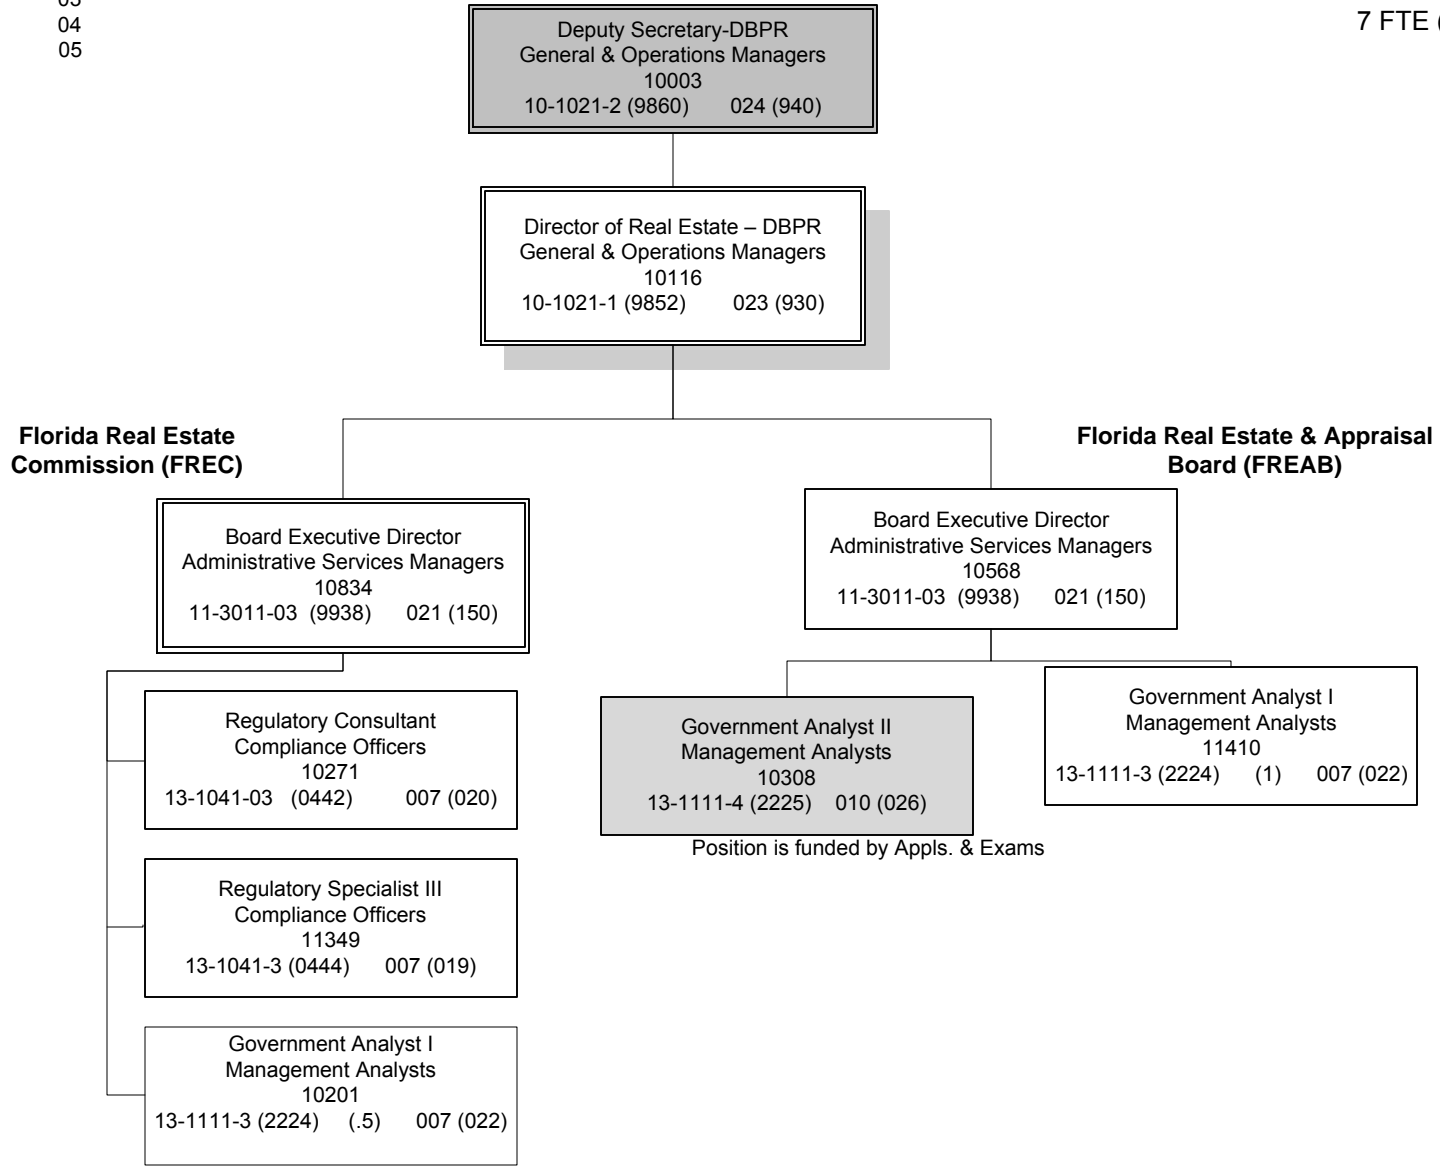 04
05
7 FTE (
Deputy Secretary-DBPR
General & Operations Managers
10003
10-1021-2 (9860) 024 (940)
Director of Real Estate – DBPR
General & Operations Managers
10116
10-1021-1 (9852) 023 (930)
Florida Real Estate
Commission (FREC)
Florida Real Estate & Appraisal
Board (FREAB)
Board Executive Director
Administrative Services Managers
10834
11-3011-03 (9938) 021 (150)
Board Executive Director
Administrative Services Managers
10568
11-3011-03 (9938) 021 (150)
Regulatory Consultant
Compliance Officers
10271
13-1041-03 (0442) 007 (020)
Government Analyst II
Management Analysts
10308
13-1111-4 (2225) 010 (026)
Position is funded by Appls. & Exams
Government Analyst I
Management Analysts
11410
13-1111-3 (2224) (1) 007 (022)
Regulatory Specialist III
Compliance Officers
11349
13-1041-3 (0444) 007 (019)
Government Analyst I
Management Analysts
10201
13-1111-3 (2224) (.5) 007 (022)